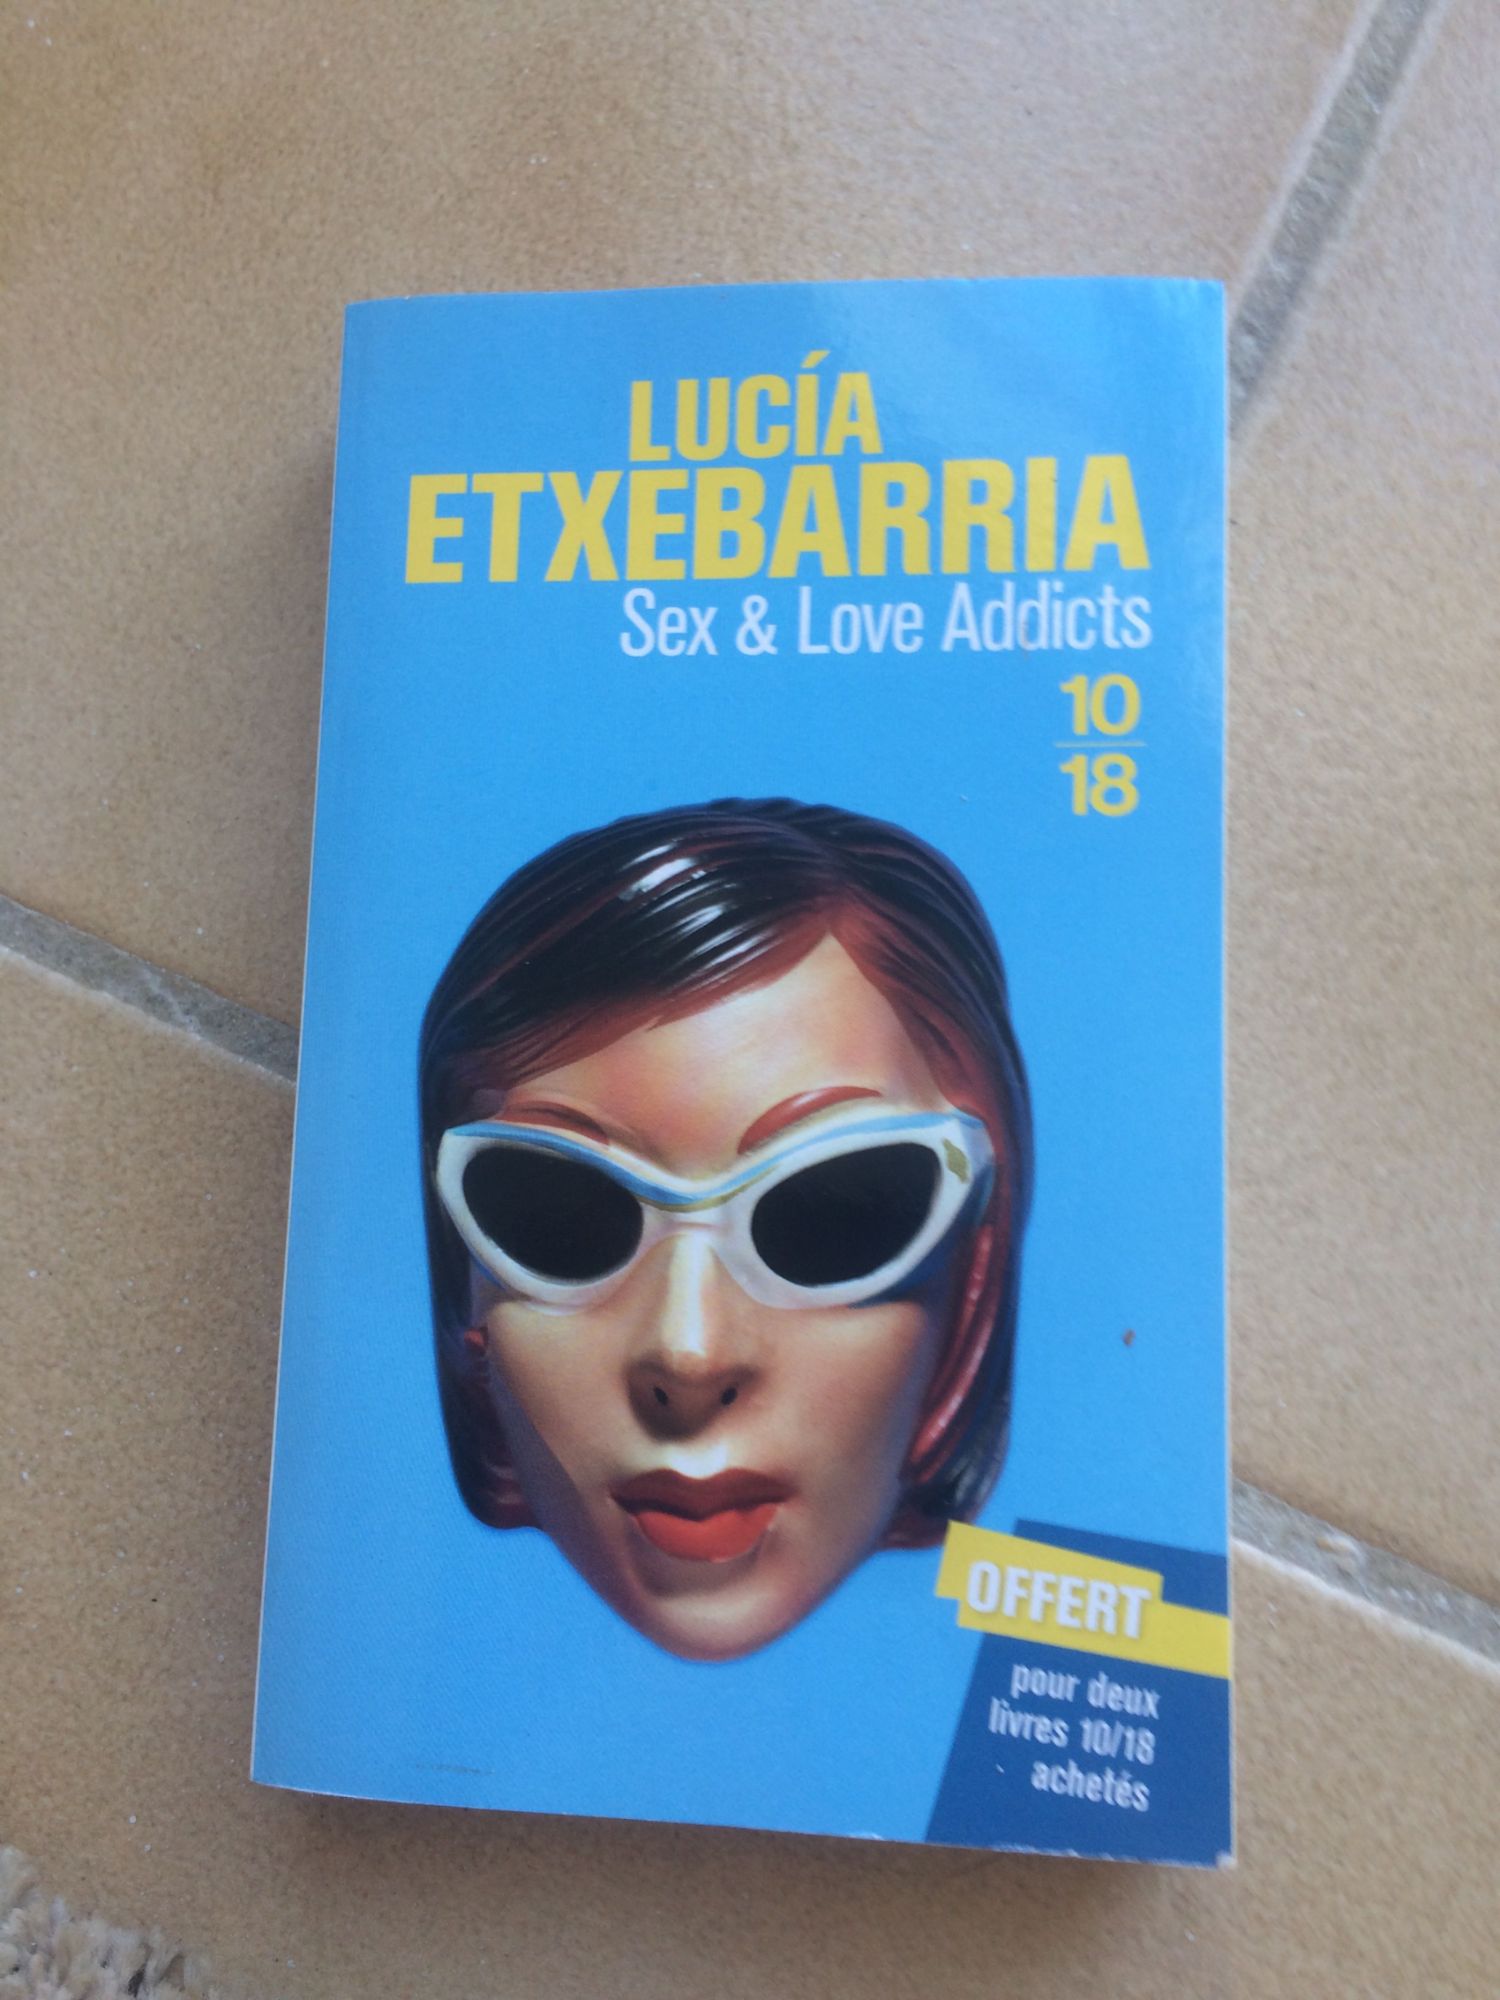 LUCÍA
ETXEBARRIA
Sex & Love Addicts
10
18
OFFERT
pour deux
livres 10/18
achetés